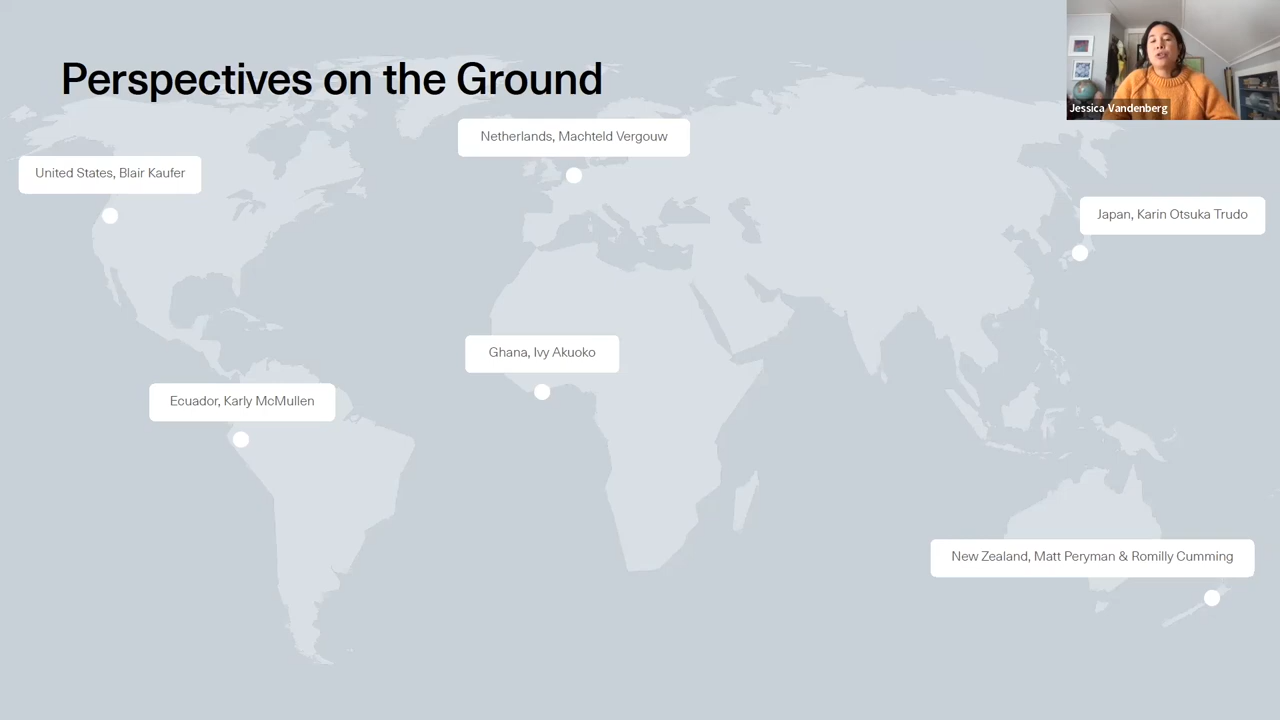 Perspectives on the Ground
Jessica Vandenberg
Netherlands, Machteld Vergouw
United States, Blair Kaufer
Japan, Karin Otsuka Trudo
Ghana, Ivy Akuoko
Ecuador, Karly McMullen
New Zealand, Matt Peryman & Romilly Cumming